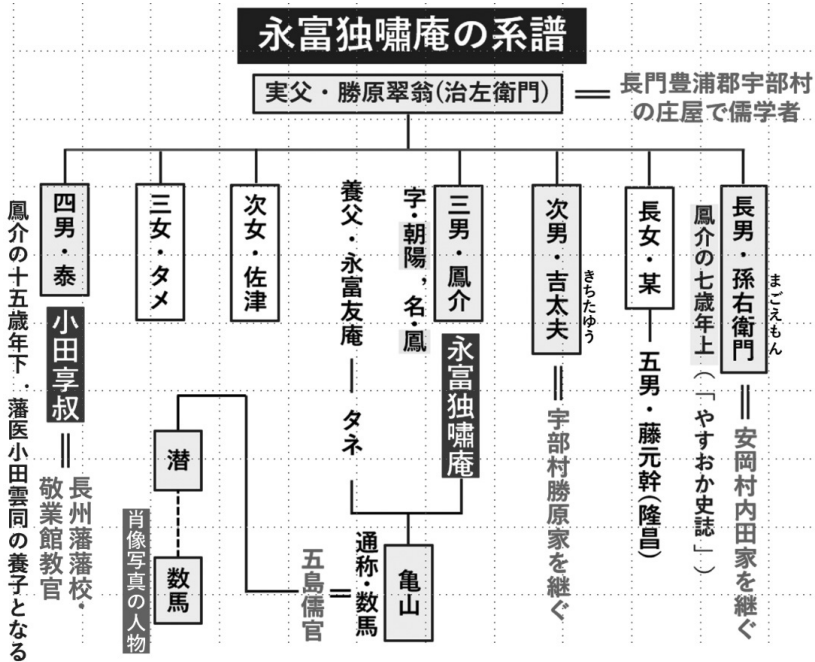 永富独嘯庵の系譜
実父・勝原翠翁(治左衛門)
長門豊浦郡宇部村
の庄屋で儒学者
長男・孫右衛門
まごえもん
鳳介の七歳年上
(「やすおか史誌」)
安岡村内田家を継ぐ
長女・某
五男・藤元幹(隆昌)
次男・吉太夫
きちたゆう
宇部村勝原家を継ぐ
三男・鳳介
永富独嘯庵
字・朝陽,名・鳳
養父・永富友庵
タネ
亀山
通称・数馬
五島儒官
次女・佐津
三女・タメ
潜
数馬
肖像写真の人物
四男・泰
小田享叔
長州藩藩校・
敬業館教官
鳳介の十五歳年下.藩医小田雲同の養子となる